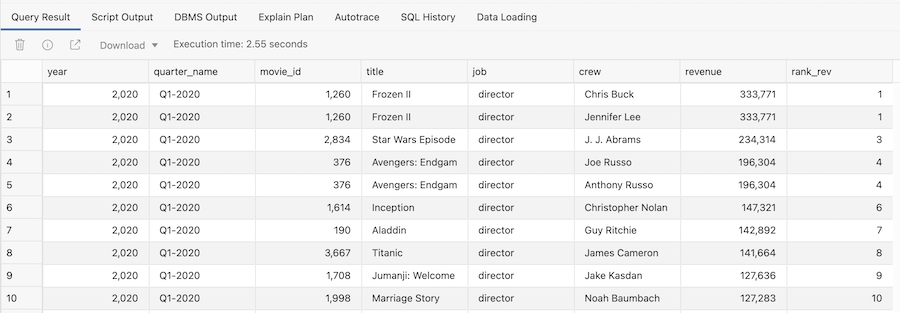 Query Result Script Output DBMS Output Explain Plan Autotrace SQL History Data Loading
Download Execution time: 2.55 seconds
year quarter_name movie_id title job crew revenue rank_rev
1 2,020 Q1-2020 1,260 Frozen II director Chris Buck 333,771 1
2 2,020 Q1-2020 1,260 Frozen II director Jennifer Lee 333,771 1
3 2,020 Q1-2020 2,834 Star Wars Episode director J. J. Abrams 234,314 3
4 2,020 Q1-2020 376 Avengers: Endgam director Joe Russo 196,304 4
5 2,020 Q1-2020 376 Avengers: Endgam director Anthony Russo 196,304 4
6 2,020 Q1-2020 1,614 Inception director Christopher Nolan 147,321 6
7 2,020 Q1-2020 190 Aladdin director Guy Ritchie 142,892 7
8 2,020 Q1-2020 3,667 Titanic director James Cameron 141,664 8
9 2,020 Q1-2020 1,708 Jumanji: Welcome director Jake Kasdan 127,636 9
10 2,020 Q1-2020 1,998 Marriage Story director Noah Baumbach 127,283 10